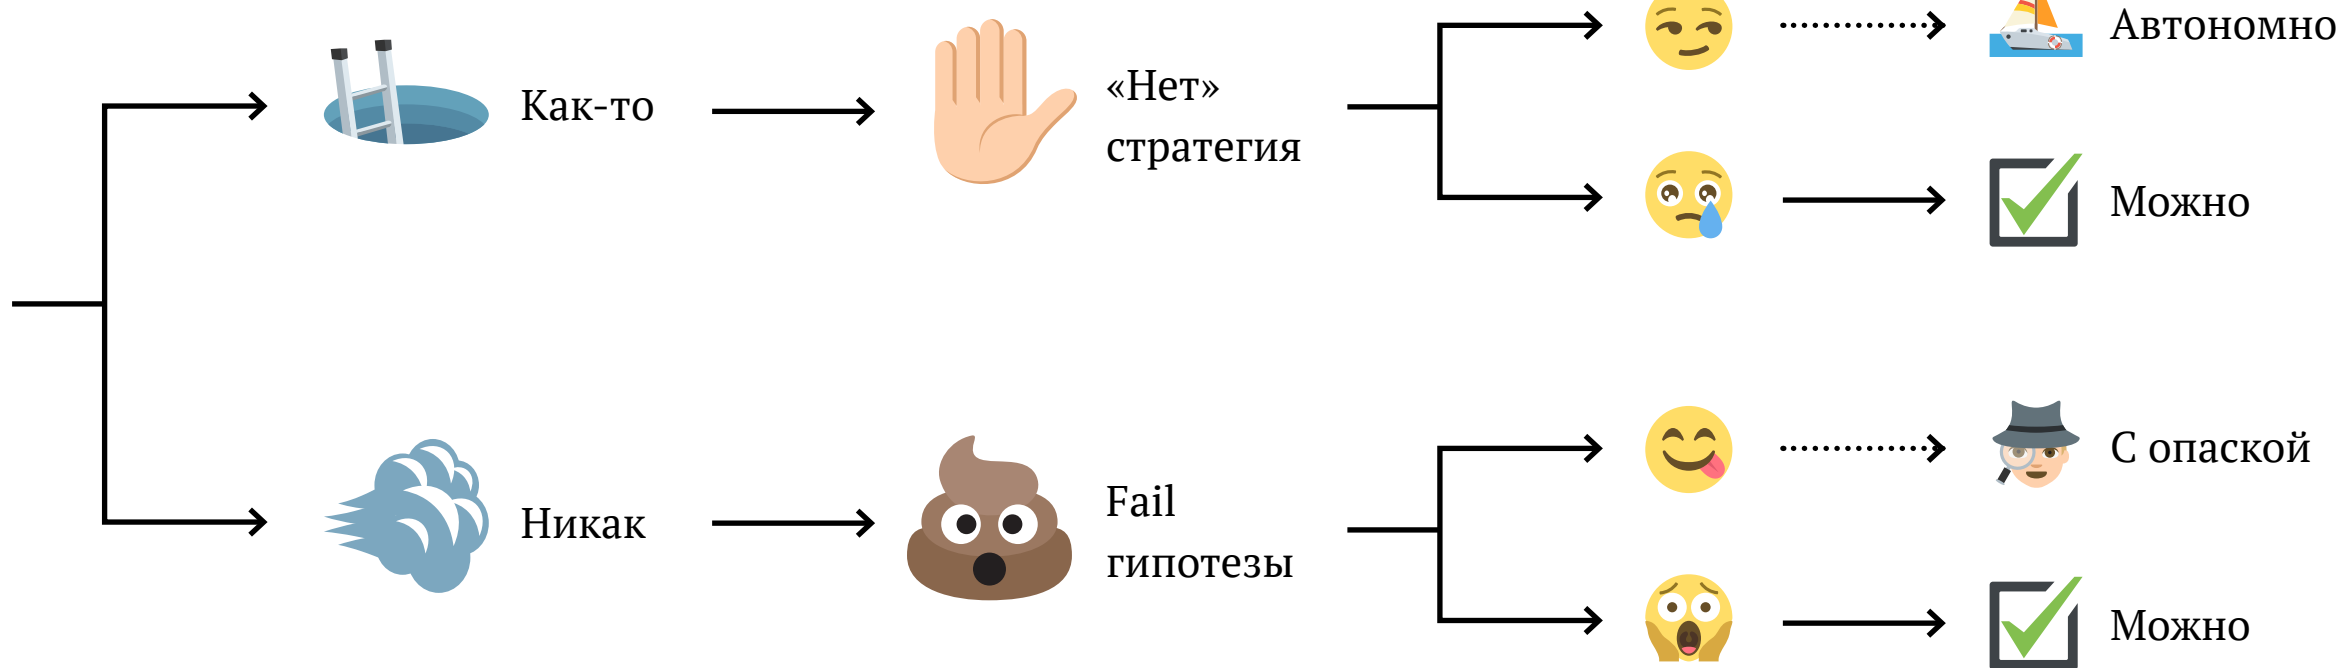 Как-то
«Нет»
стратегия
Автономно
Можно
Никак
Fail
гипотезы
С опаской
Можно